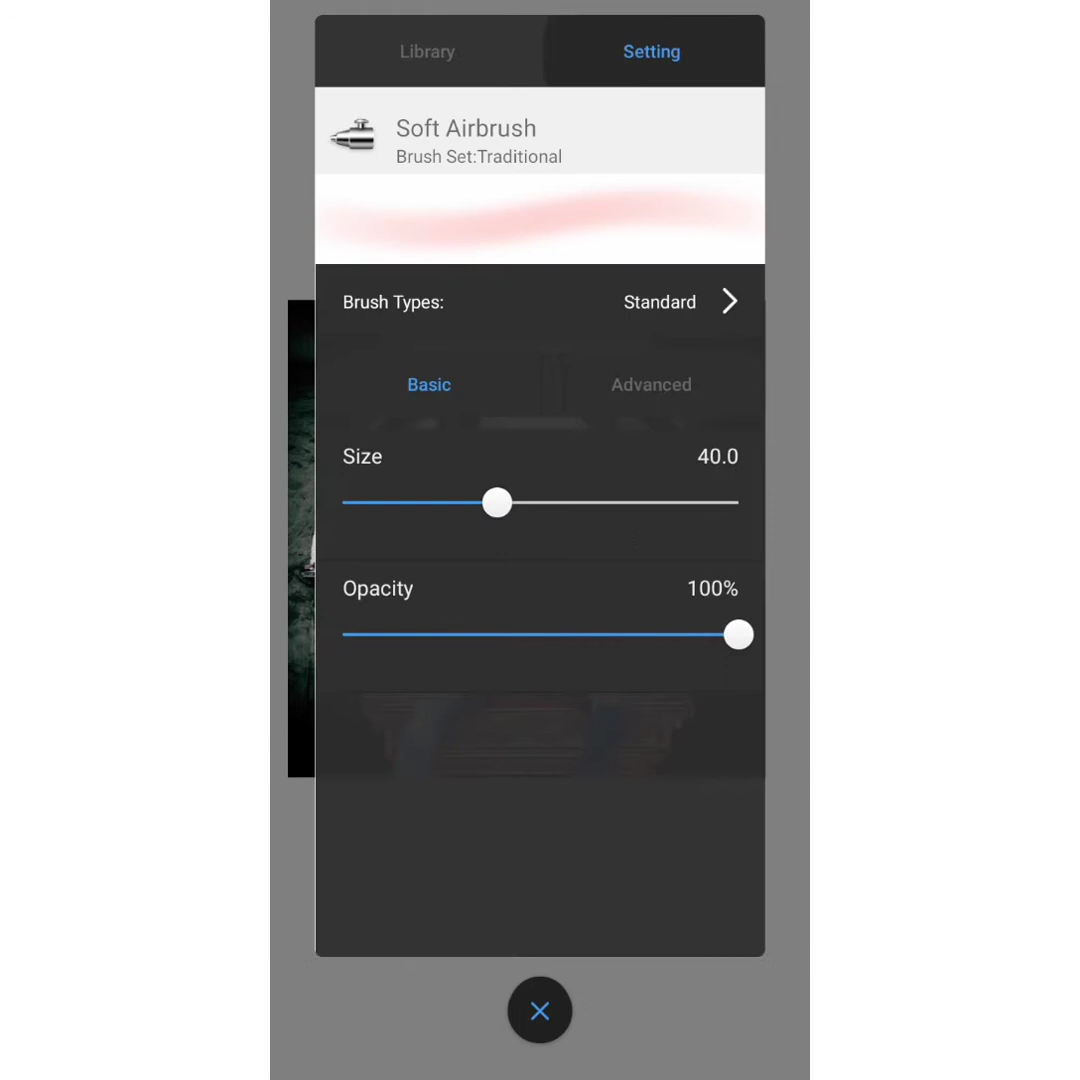 Library Setting
Soft Airbrush
Brush Set:Traditional
Brush Types: Standard
Basic Advanced
Size 40.0
Opacity 100%